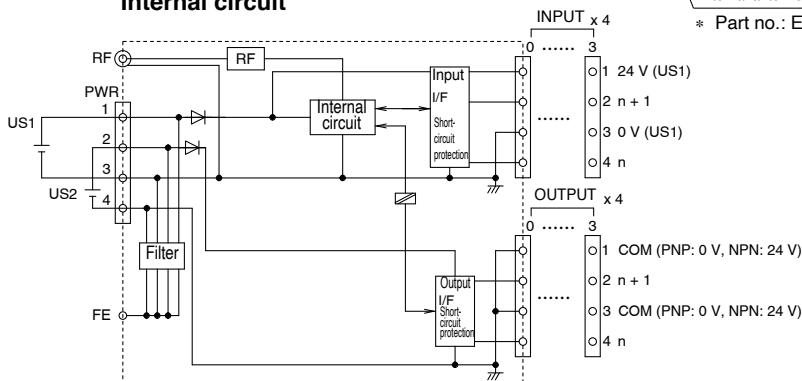 Internal circuit
* Part no.: E
INPUT x 4
0 ...... 3
RF
RF
PWR
1
2
3
4
US1
US2
Internal
circuit
Input
I/F
Short-
circuit
protection
......
1 24 V (US1)
2 n + 1
3 0 V (US1)
4 n
Filter
FE
OUTPUT x 4
0 ...... 3
Output
I/F
Short-
circuit
protection
......
1 COM (PNP: 0 V, NPN: 24 V)
2 n + 1
3 COM (PNP: 0 V, NPN: 24 V)
4 n